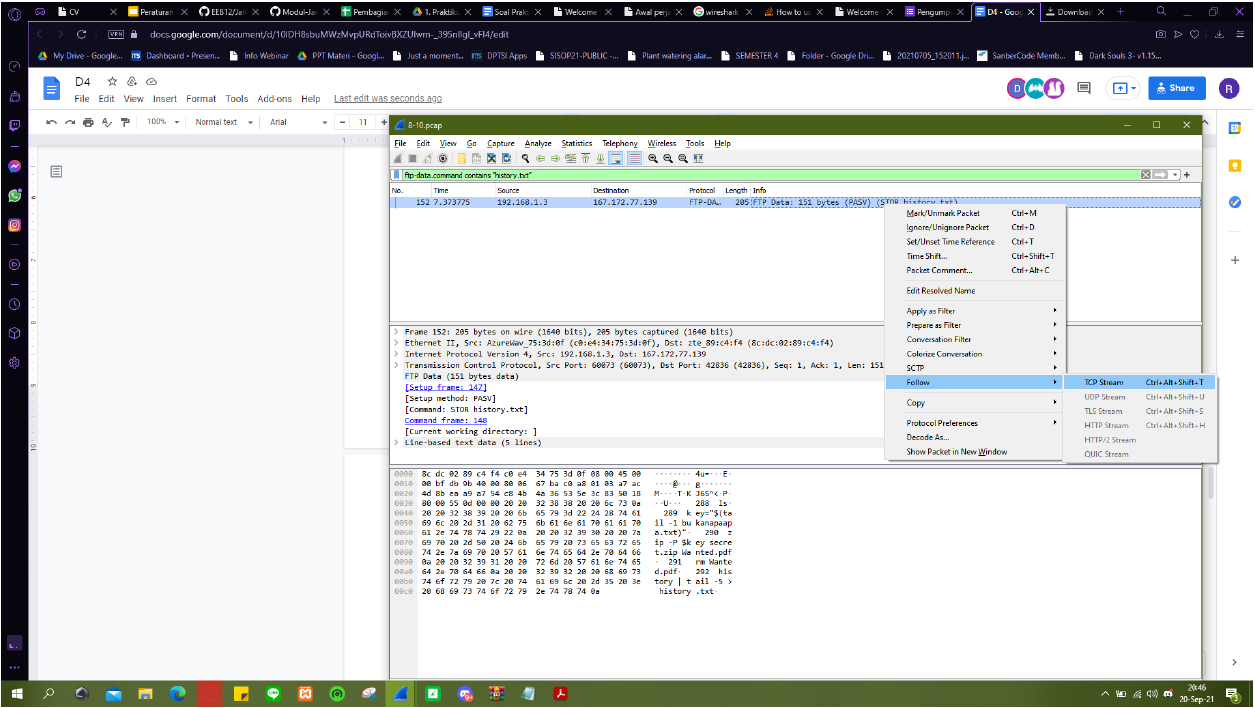 CV
Peraturan
EEB12/Jar
Modul-Jar
Pembagia
1. Praktiku
Soal Prakt
Welcome
Awal perja
wireshark
How to us
Welcome
Pengump
D4 - Goo
Downloa
VPN
docs.google.com/document/d/10IDH8sbuMWzMvpURdToiv8XZUlwm-_395nIlgl_vFI4/edit
My Drive - Google...
Dashboard • Presen...
Info Webinar
PPT Materi - Googl...
Just a moment...
DPTSI Apps
SISOP21-PUBLIC -...
Plant watering alar...
SEMESTER 4
Folder - Google Dri...
20210705_152011.j...
SanberCode Memb...
Dark Souls 3 - v1.15...
D4
File Edit View Insert Format Tools Add-ons Help Last edit was seconds ago
Share
100% Normal text Arial 11
8-10.pcap
File Edit View Go Capture Analyze Statistics Telephony Wireless Tools Help
ftp-data.command contains "history.txt"
No. Time Source Destination Protocol Length Info
152 7.373775 192.168.1.3 167.172.77.139 FTP-DA... 205 FTP Data: 151 bytes (PASV) (STOR history.txt)
Mark/Unmark Packet Ctrl+M
Ignore/Unignore Packet Ctrl+D
Set/Unset Time Reference Ctrl+T
Time Shift... Ctrl+Shift+T
Packet Comment... Ctrl+Alt+C
Edit Resolved Name
Apply as Filter
Prepare as Filter
Conversation Filter
Colorize Conversation
SCTP
Follow
Copy
Protocol Preferences
Decode As...
Show Packet in New Window
TCP Stream Ctrl+Alt+Shift+T
UDP Stream Ctrl+Alt+Shift+U
TLS Stream Ctrl+Alt+Shift+S
HTTP Stream Ctrl+Alt+Shift+H
HTTP/2 Stream
QUIC Stream
Frame 152: 205 bytes on wire (1640 bits), 205 bytes captured (1640 bits)
Ethernet II, Src: AzureWav_75:3d:0f (c0:e4:34:75:3d:0f), Dst: zte_89:c4:f4 (8c:dc:02:89:c4:f4)
Internet Protocol Version 4, Src: 192.168.1.3, Dst: 167.172.77.139
Transmission Control Protocol, Src Port: 60073 (60073), Dst Port: 42836 (42836), Seq: 1, Ack: 1, Len: 151
FTP Data (151 bytes data)
[Setup frame: 147]
[Setup method: PASV]
[Command: STOR history.txt]
Command frame: 148
[Current working directory: ]
Line-based text data (5 lines)
0000 8c dc 02 89 c4 f4 c0 e4 34 75 3d 0f 08 00 45 00 ········ 4u=···E·
0010 00 bf db 9b 40 00 80 06 67 ba c0 a8 01 03 a7 ac ····@··· g·······
0020 4d 8b ea a9 a7 54 c8 4b 4a 36 53 5e 3c 83 50 18 M····T·K J6S^<·P·
0030 80 00 55 0d 00 00 20 20 32 38 38 20 20 6c 73 0a ··U··· 288 ls·
0040 20 20 32 38 39 20 20 6b 65 79 3d 22 24 28 74 61 289 k ey="$(ta
0050 69 6c 20 2d 31 20 62 75 6b 61 6e 61 70 61 61 70 il -1 bu kanapaap
0060 61 2e 74 78 74 29 22 0a 20 20 32 39 30 20 20 7a a.txt)"· 290 z
0070 69 70 20 2d 50 20 24 6b 65 79 20 73 65 63 72 65 ip -P $k ey secre
0080 74 2e 7a 69 70 20 57 61 6e 74 65 64 2e 70 64 66 t.zip Wa nted.pdf
0090 0a 20 20 32 39 31 20 20 72 6d 20 57 61 6e 74 65 · 291 rm Wante
00a0 64 2e 70 64 66 0a 20 20 32 39 32 20 20 68 69 73 d.pdf· 292 his
00b0 74 6f 72 79 20 7c 20 74 61 69 6c 20 2d 35 20 3e tory | t ail -5 >
00c0 20 68 69 73 74 6f 72 79 2e 74 78 74 0a history .txt·
20:46
20-Sep-21